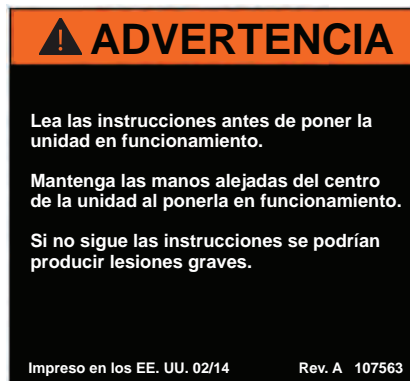 ADVERTENCIA
Lea las instrucciones antes de poner la
unidad en funcionamiento.
Mantenga las manos alejadas del centro
de la unidad al ponerla en funcionamiento.
Si no sigue las instrucciones se podrían
producir lesiones graves.
Impreso en los EE. UU. 02/14 Rev. A 107563